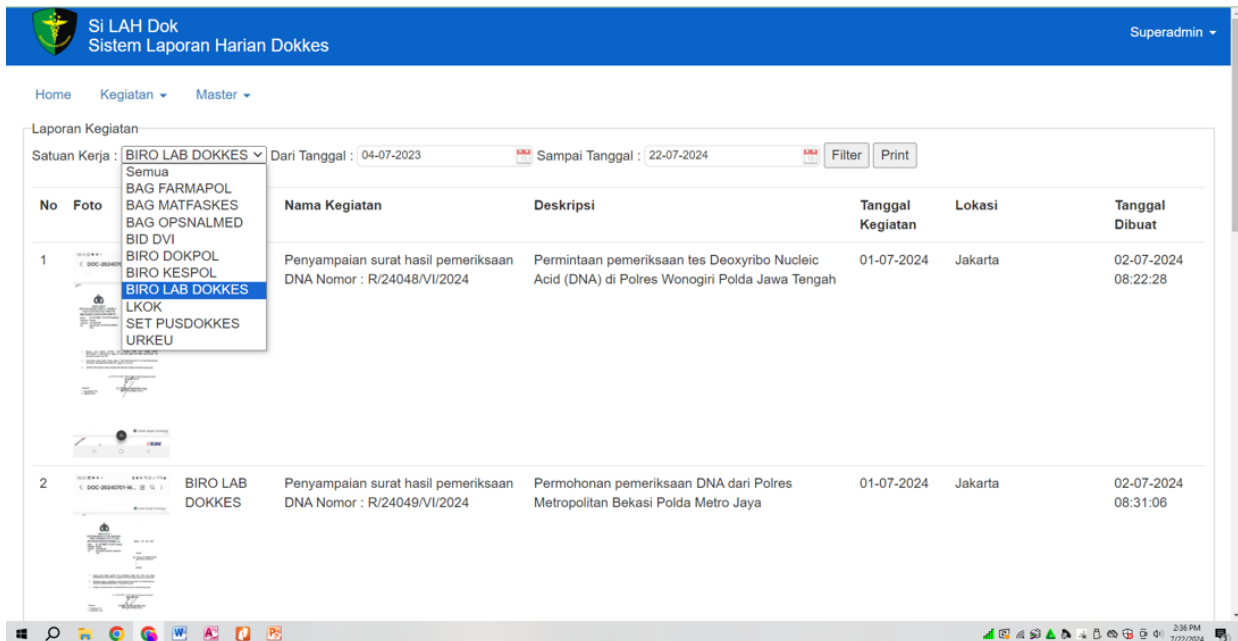 Si LAH Dok
Sistem Laporan Harian Dokkes
Superadmin
Home Kegiatan Master
Laporan Kegiatan
Satuan Kerja : BIRO LAB DOKKES Dari Tanggal : 04-07-2023 Sampai Tanggal : 22-07-2024 Filter Print
Semua
BAG FARMAPOL
BAG MATFASKES
BAG OPSNALMED
BID DVI
BIRO DOKPOL
BIRO KESPOL
BIRO LAB DOKKES
LKOK
SET PUSDOKKES
URKEU
No Foto Nama Kegiatan Deskripsi Tanggal Lokasi Tanggal
Kegiatan Dibuat
1 Penyampaian surat hasil pemeriksaan Permintaan pemeriksaan tes Deoxyribo Nucleic 01-07-2024 Jakarta 02-07-2024
DNA Nomor : R/24048/VI/2024 Acid (DNA) di Polres Wonogiri Polda Jawa Tengah 08:22:28
2 BIRO LAB Penyampaian surat hasil pemeriksaan Permohonan pemeriksaan DNA dari Polres 01-07-2024 Jakarta 02-07-2024
DOKKES DNA Nomor : R/24049/VI/2024 Metropolitan Bekasi Polda Metro Jaya 08:31:06
2:36 PM
7/22/2024